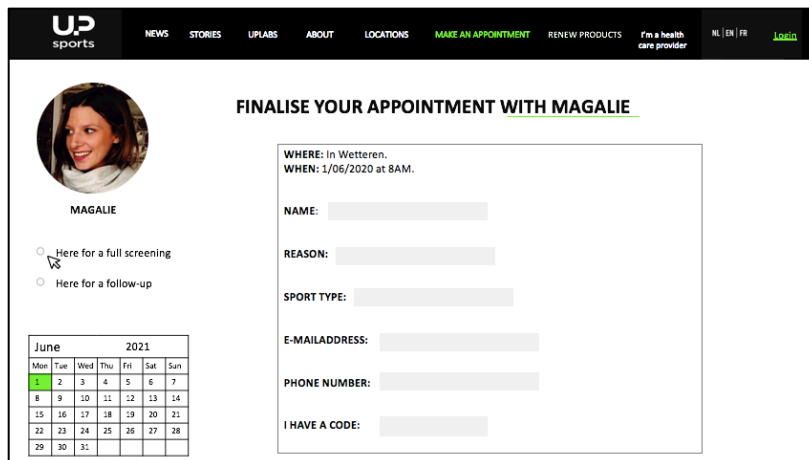 UP
sports
NEWS STORIES UPLABS ABOUT LOCATIONS MAKE AN APPOINTMENT RENEW PRODUCTS I'm a health care provider NL | EN | FR Login
FINALISE YOUR APPOINTMENT WITH MAGALIE
MAGALIE
Here for a full screening
Here for a follow-up
June 2021
Mon Tue Wed Thu Fri Sat Sun
1 2 3 4 5 6 7
8 9 10 11 12 13 14
15 16 17 18 19 20 21
22 23 24 25 26 27 28
29 30 31
WHERE: In Wetteren.
WHEN: 1/06/2020 at 8AM.
NAME:
REASON:
SPORT TYPE:
E-MAILADDRESS:
PHONE NUMBER:
I HAVE A CODE: